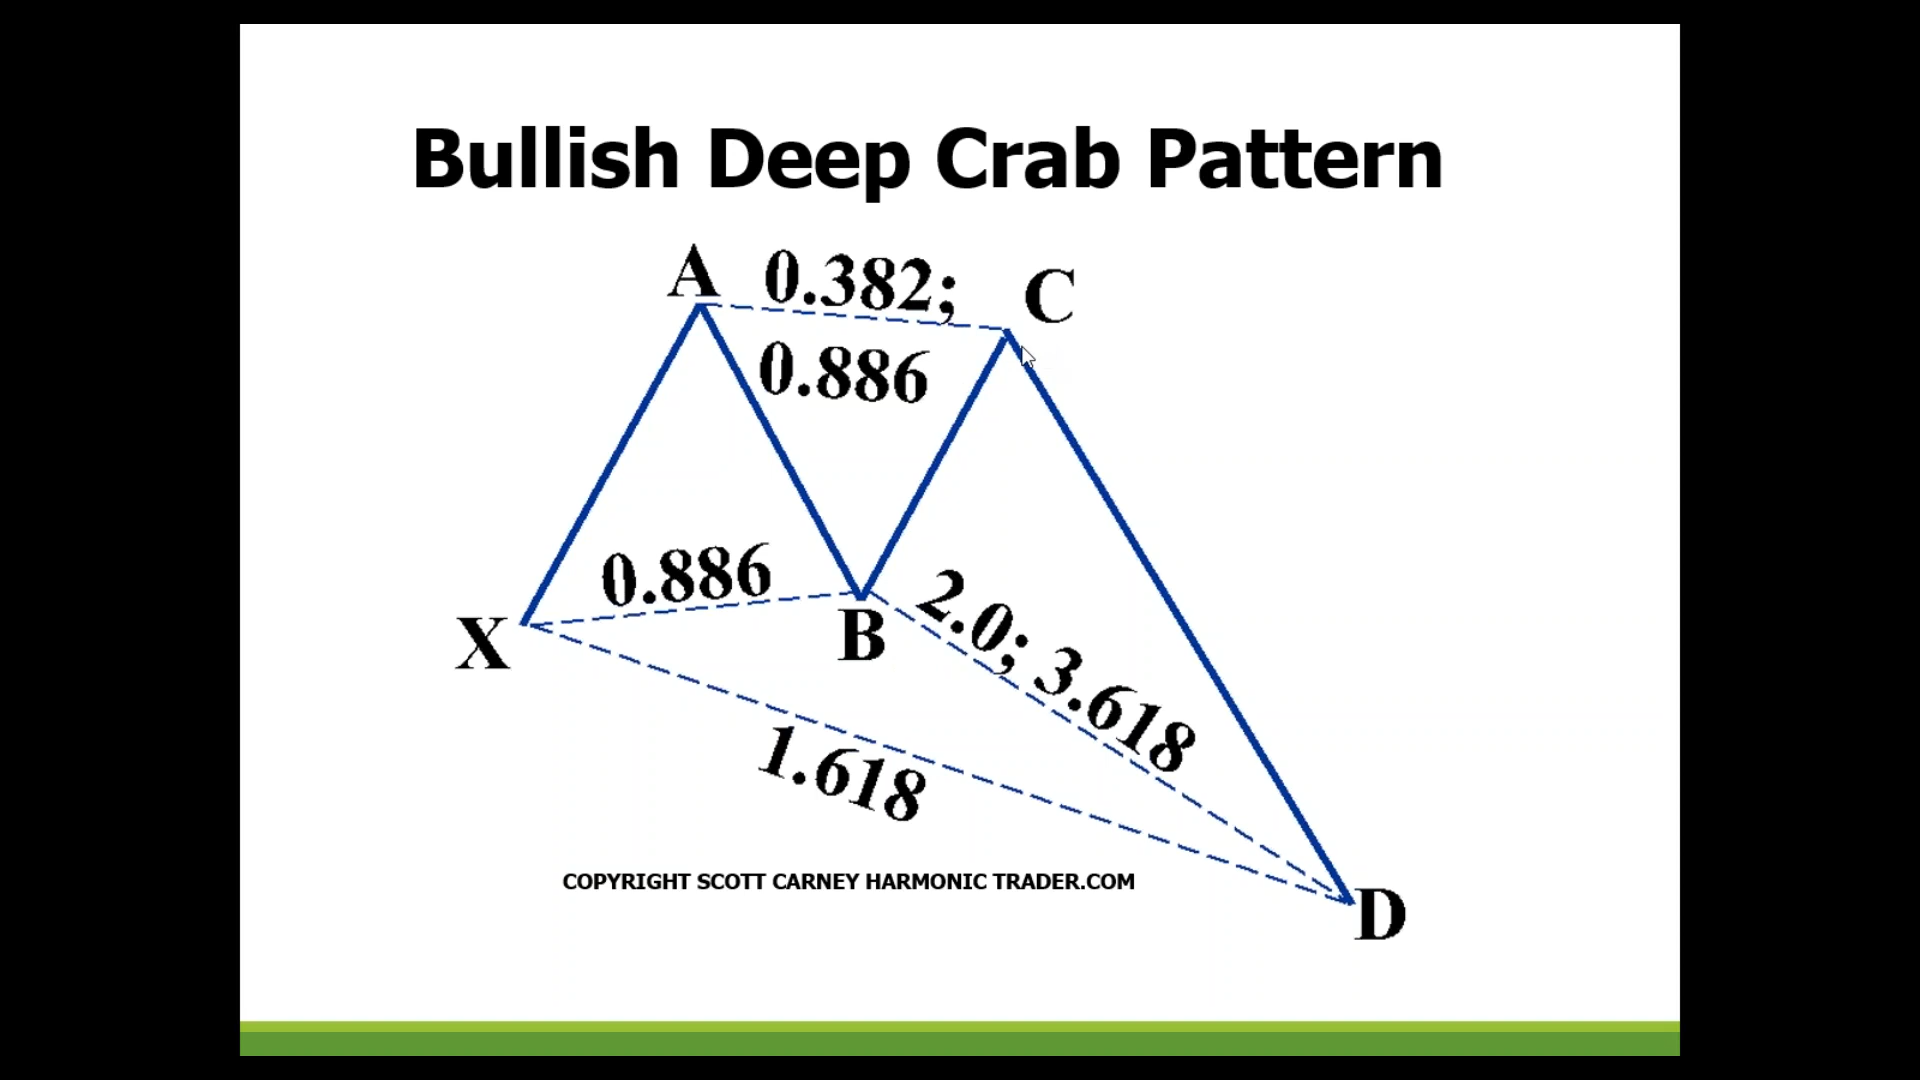 Bullish Deep Crab Pattern
A 0.382; C
0.886
0.886
X
B
2.0; 3.618
1.618
COPYRIGHT SCOTT CARNEY HARMONIC TRADER.COM
D